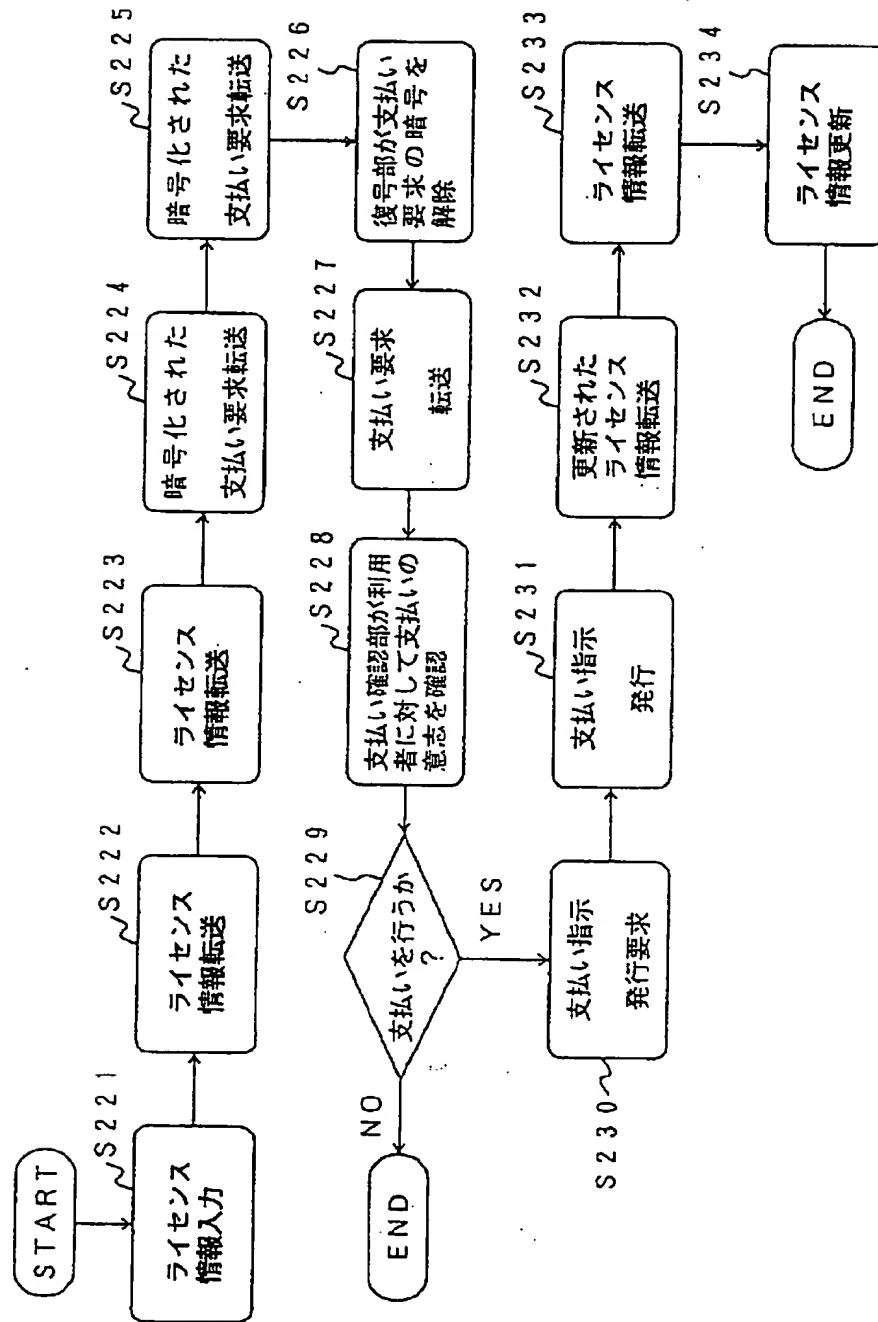 START
S221
ライセンス
情報入力
S222
ライセンス
情報転送
S223
ライセンス
情報転送
S224
暗号化された
支払い要求転送
S225
暗号化された
支払い要求転送
S226
復号部が支払い
要求の暗号を
解除
S227
支払い要求
転送
S228
支払い確認部が利用
者に対して支払いの
意志を確認
S229
支払いを行うか
?
NO
END
YES
S230
支払い指示
発行要求
S231
支払い指示
発行
S232
更新された
ライセンス
情報転送
S233
ライセンス
情報転送
S234
ライセンス
情報更新
END